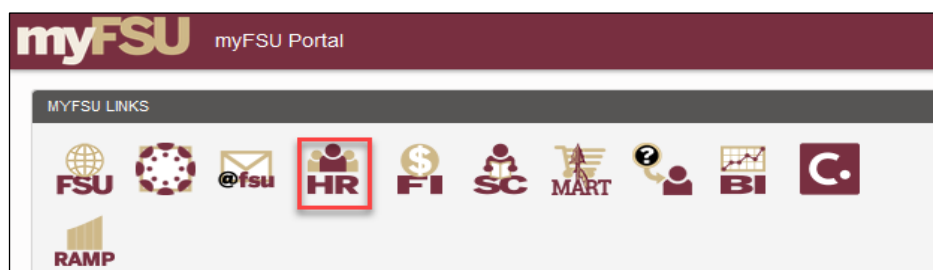 myFSU myFSU Portal
MYFSU LINKS
FSU @fsu HR $ FI SC MART ? BI C.
RAMP